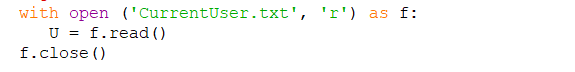 with open ('CurrentUser.txt', 'r') as f:
    U = f.read()
f.close()